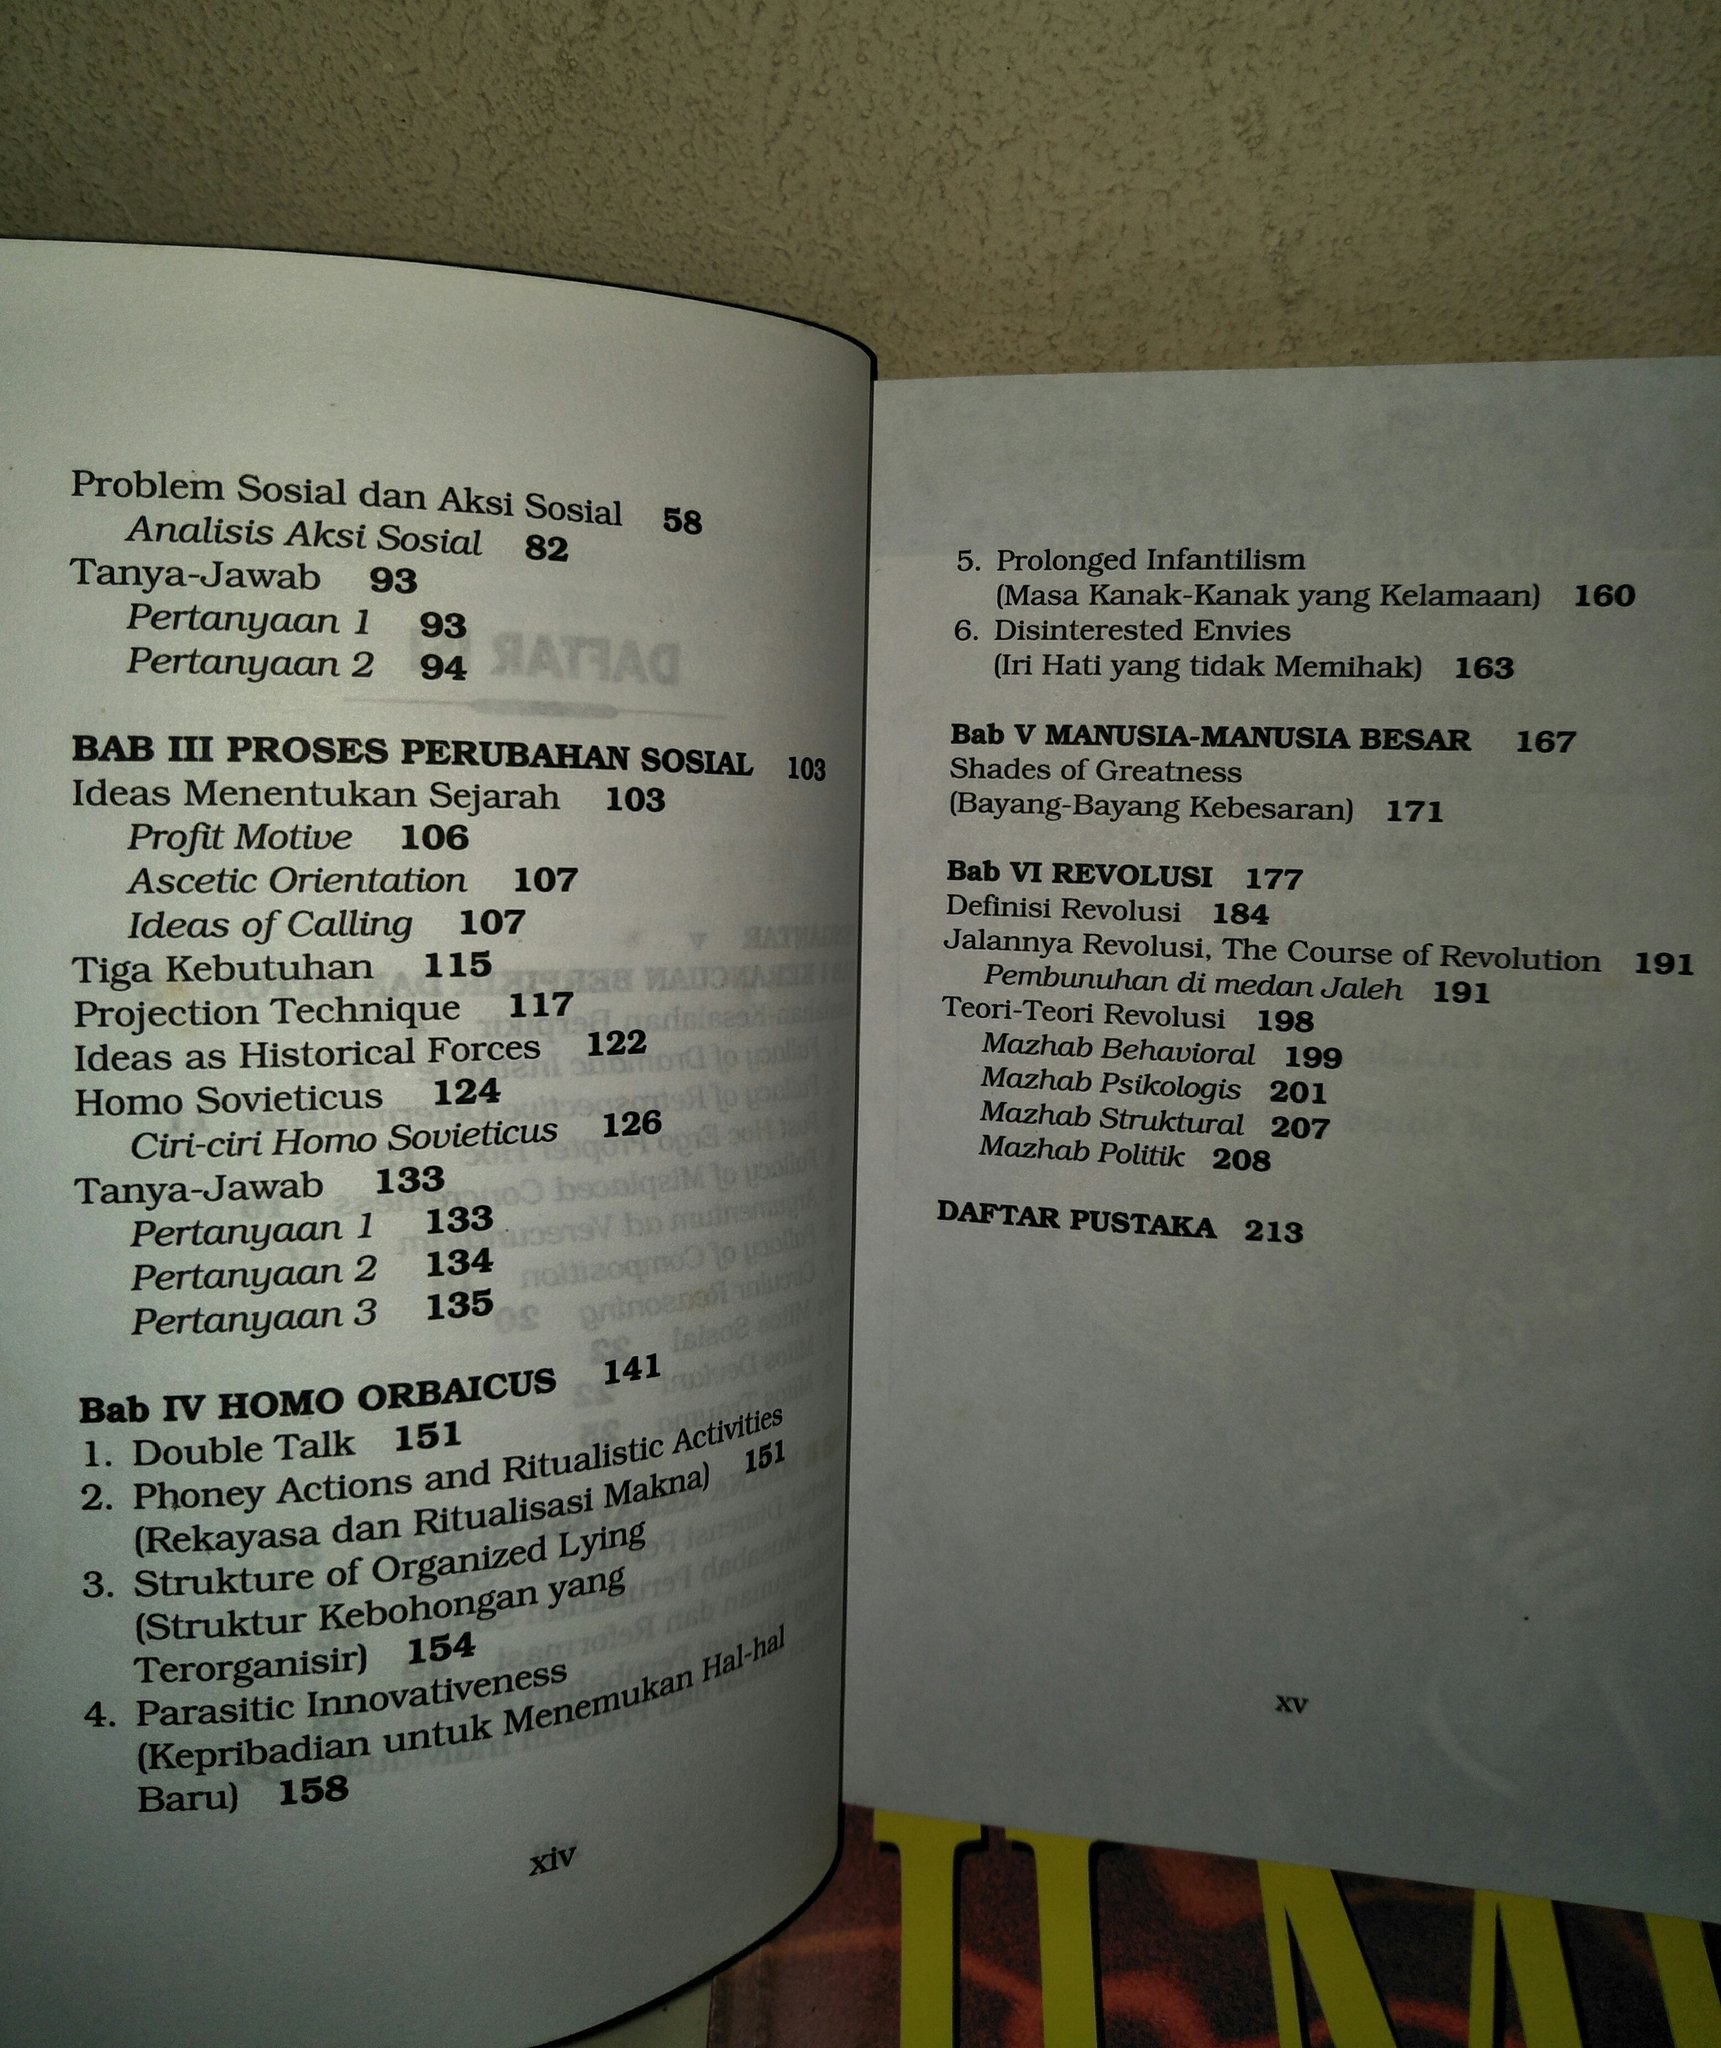 Problem Sosial dan Aksi Sosial 58
Analisis Aksi Sosial 82
Tanya-Jawab 93
Pertanyaan 1 93
Pertanyaan 2 94
BAB III PROSES PERUBAHAN SOSIAL 103
Ideas Menentukan Sejarah 103
Profit Motive 106
Ascetic Orientation 107
Ideas of Calling 107
Tiga Kebutuhan 115
Projection Technique 117
Ideas as Historical Forces 122
Homo Sovieticus 124
Ciri-ciri Homo Sovieticus 126
Tanya-Jawab 133
Pertanyaan 1 133
Pertanyaan 2 134
Pertanyaan 3 135
Bab IV HOMO ORBAICUS 141
1. Double Talk 151
2. Phoney Actions and Ritualistic Activities
(Rekayasa dan Ritualisasi Makna) 151
3. Strukture of Organized Lying
(Struktur Kebohongan yang
Terorganisir) 154
4. Parasitic Innovativeness
(Kepribadian untuk Menemukan Hal-hal
Baru) 158
xiv
5. Prolonged Infantilism
(Masa Kanak-Kanak yang Kelamaan) 160
6. Disinterested Envies
(Iri Hati yang tidak Memihak) 163
Bab V MANUSIA-MANUSIA BESAR 167
Shades of Greatness
(Bayang-Bayang Kebesaran) 171
Bab VI REVOLUSI 177
Definisi Revolusi 184
Jalannya Revolusi, The Course of Revolution 191
Pembunuhan di medan Jaleh 191
Teori-Teori Revolusi 198
Mazhab Behavioral 199
Mazhab Psikologis 201
Mazhab Struktural 207
Mazhab Politik 208
DAFTAR PUSTAKA 213
xv